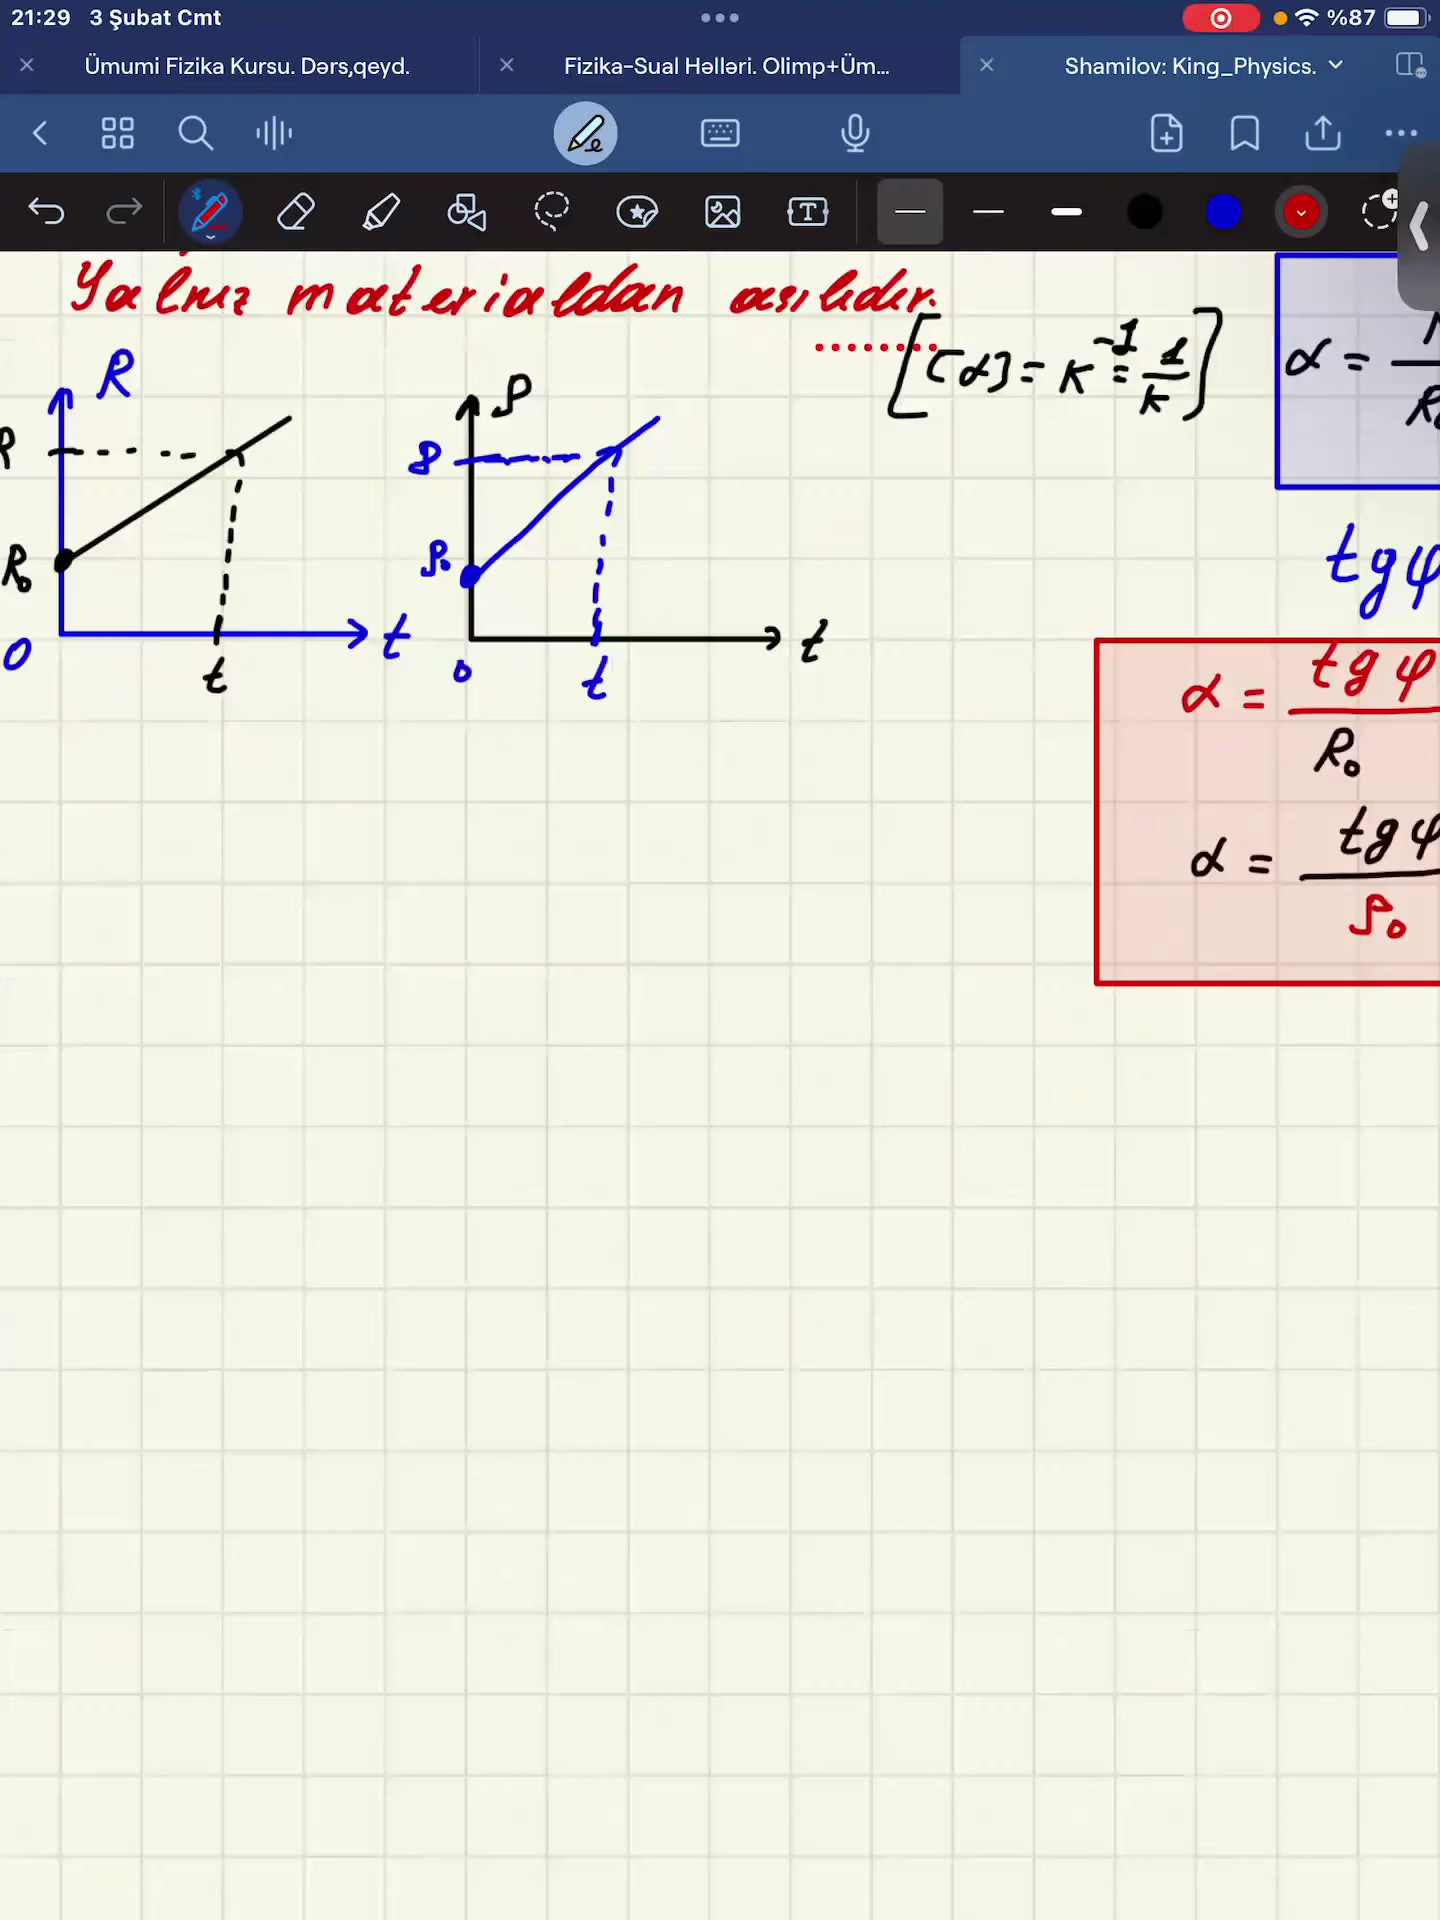 21:29 3 Şubat Cmt %87
Ümumi Fizika Kursu. Dərs,qeyd. Fizika-Sual Həlləri. Olimp+Üm... Shamilov: King_Physics.
Yalnız materialdan asılıdır.
[[α] = K⁻¹ = 1/K]
α =
R
R
R₀
0
t
t
ρ
ρ
ρ₀
0
t
t
tgφ
α = tgφ / R₀
α = tgφ / ρ₀